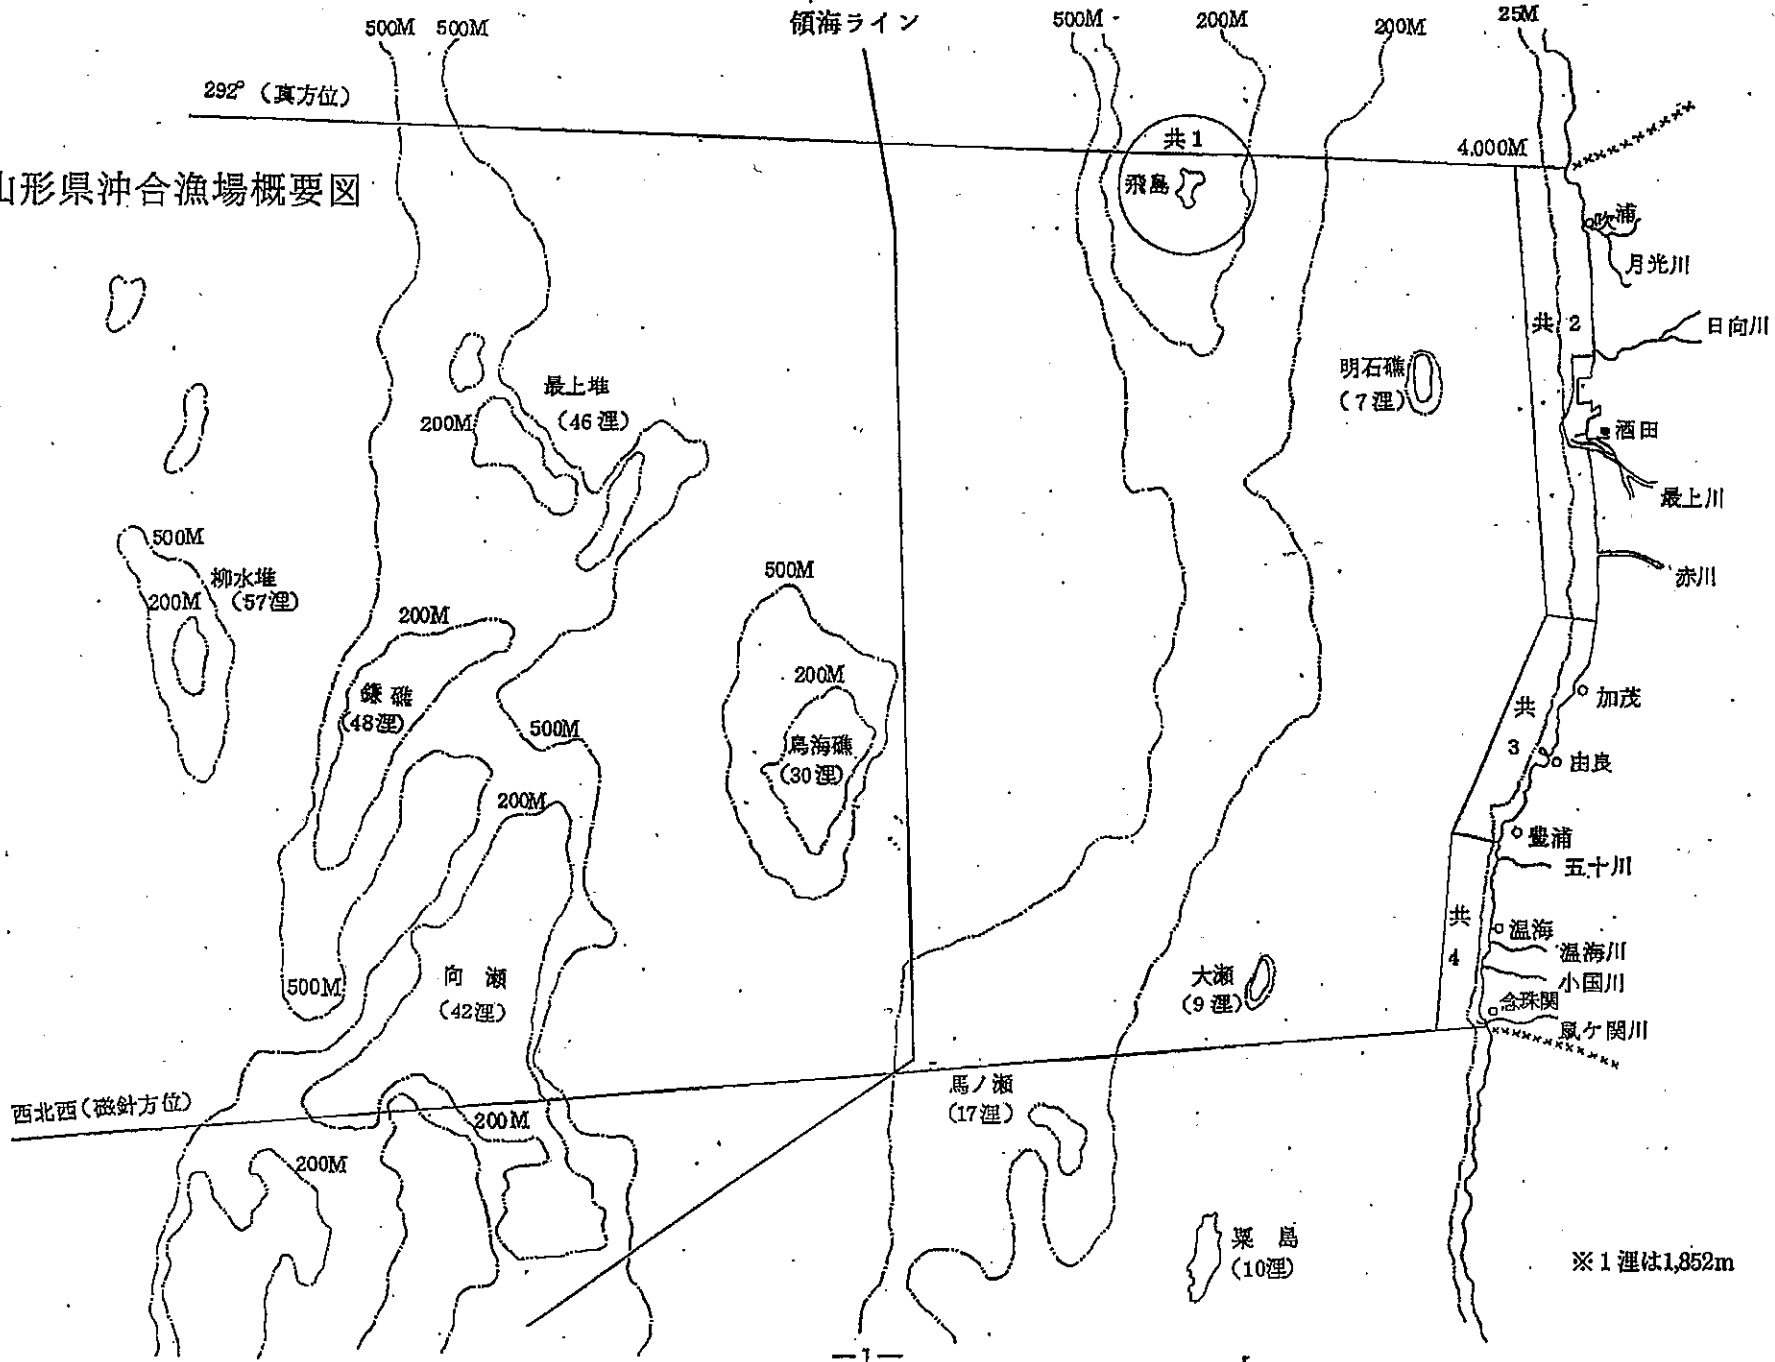 500M
500M
領海ライン
500M
200M
200M
25M
292°（真方位）
共1
4.000M
山形県沖合漁場概要図
飛島
吹浦
月光川
共 2
日向川
明石礁
（7浬）
最上堆
（46浬）
200M
酒田
最上川
500M
柳水堆
（57浬）
200M
500M
赤川
200M
鎌礁
（48浬）
200M
鳥海礁
（30浬）
500M
共
3
加茂
由良
200M
豊浦
五十川
共
4
温海
温海川
小国川
念珠関
鼠ケ関川
向瀬
（42浬）
500M
大瀬
（9浬）
馬ノ瀬
（17浬）
西北西（磁針方位）
200M
200M
粟島
（10浬）
※1浬は1,852m
―1―